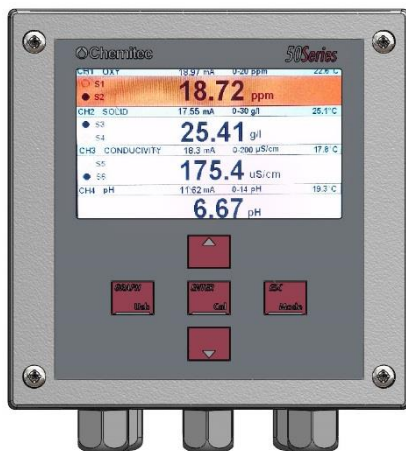 Chemitec 50Series
CH1 OXY 18.97 mA 0-20 ppm 22.6°C
S1
S2 18.72 ppm
CH2 SOLID 17.55 mA 0-30 g/l 25.1°C
S3
S4 25.41 g/l
CH3 CONDUCIVITY 18.3 mA 0-200 µS/cm 17.8°C
S5
S6 175.4 uS/cm
CH4 pH 11.62 mA 0-14 pH 19.3°C
6.67 pH
GRAPH ENTER ESC
Usb Cal Mode